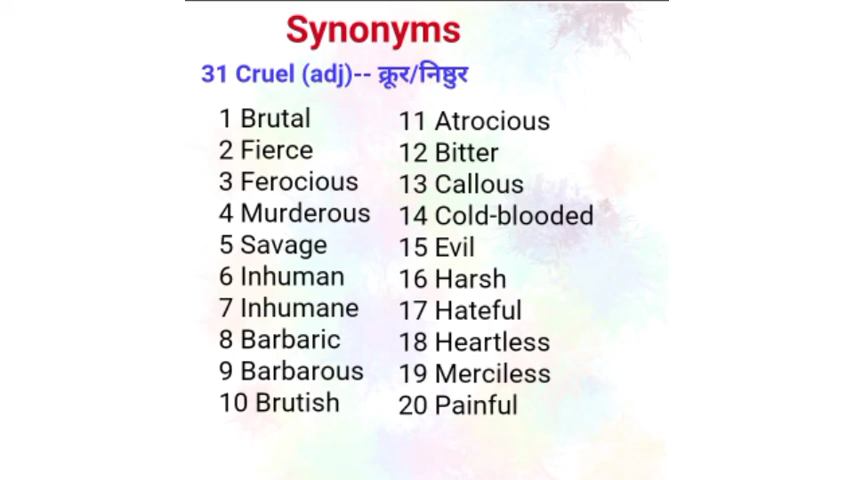 Synonyms
31 Cruel (adj)-- क्रूर/निष्ठुर
1 Brutal
2 Fierce
3 Ferocious
4 Murderous
5 Savage
6 Inhuman
7 Inhumane
8 Barbaric
9 Barbarous
10 Brutish
11 Atrocious
12 Bitter
13 Callous
14 Cold-blooded
15 Evil
16 Harsh
17 Hateful
18 Heartless
19 Merciless
20 Painful